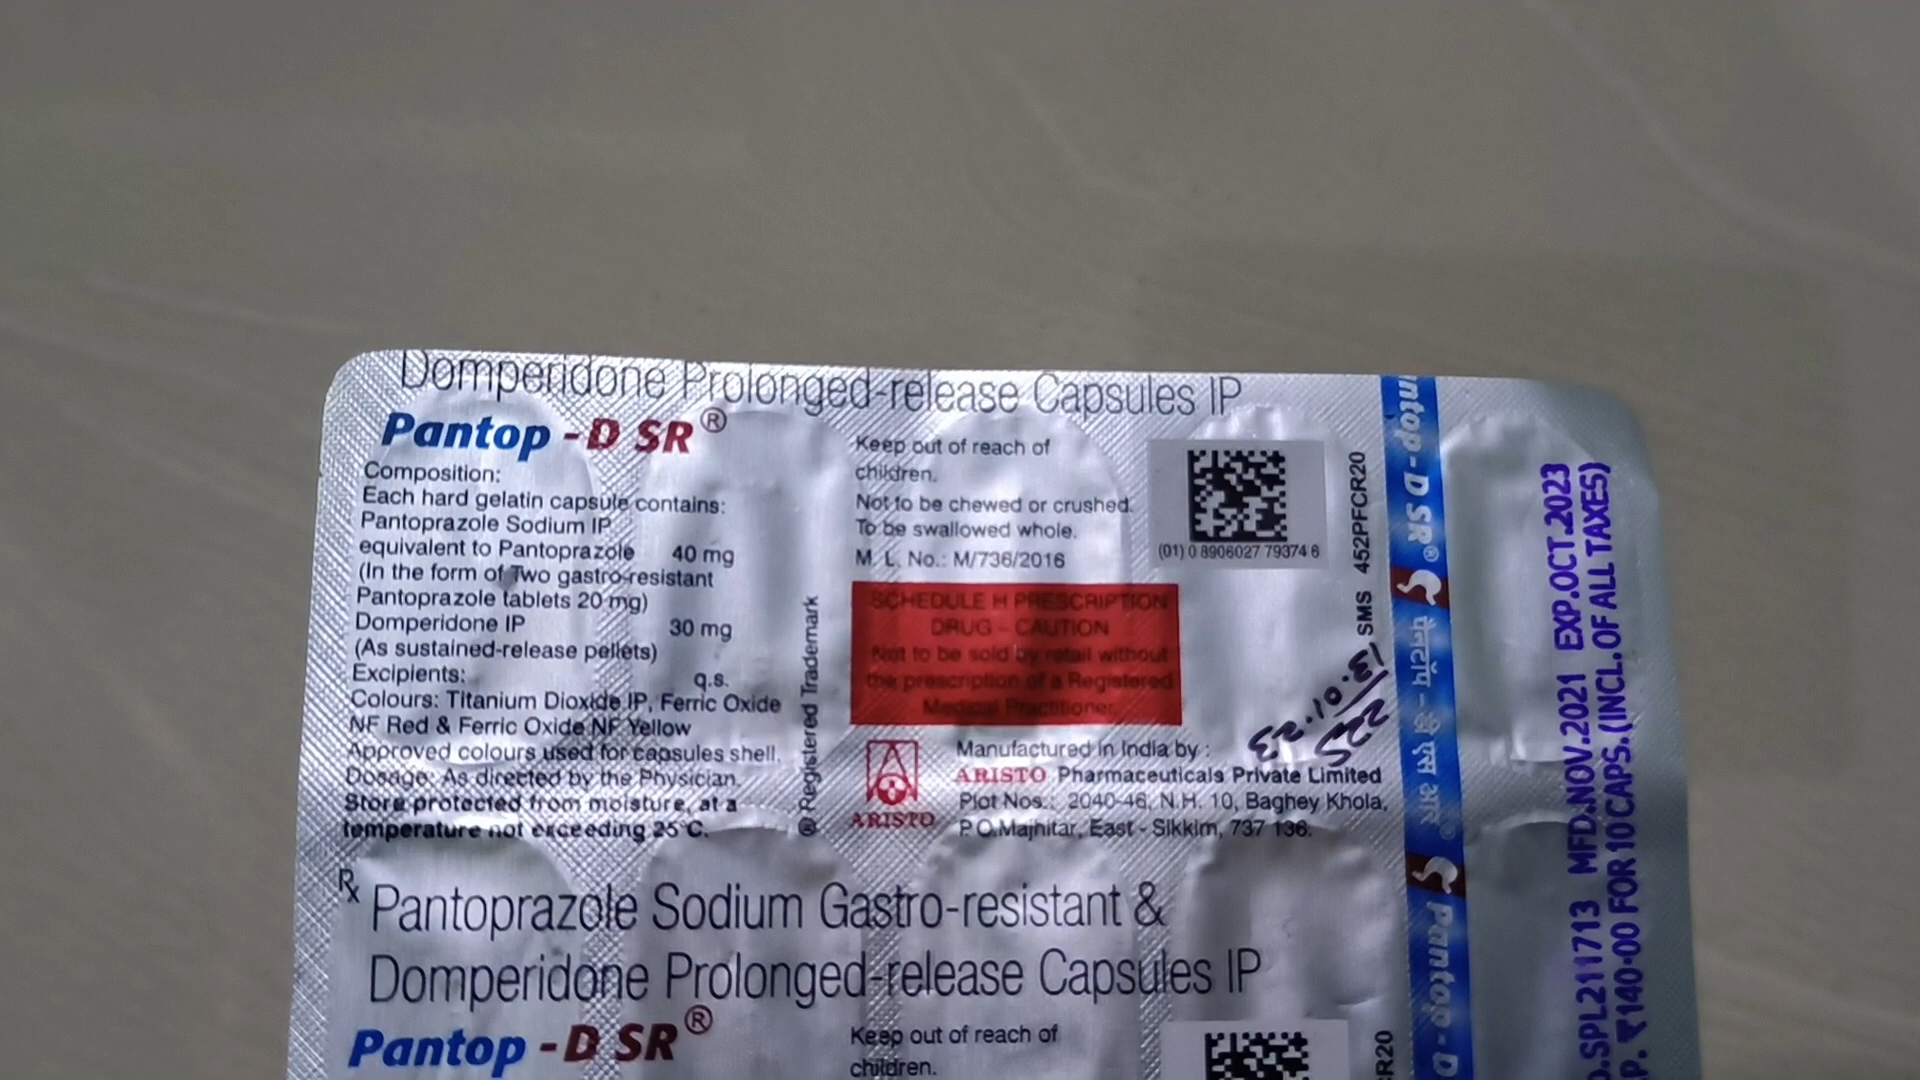 Domperidone Prolonged-release Capsules IP
Pantop - D SR®
Composition:
Each hard gelatin capsule contains:
Pantoprazole Sodium IP
equivalent to Pantoprazole 40 mg
(In the form of Two gastro-resistant
Pantoprazole tablets 20 mg)
Domperidone IP 30 mg
(As sustained-release pellets)
Excipients: q.s.
Colours: Titanium Dioxide IP, Ferric Oxide
NF Red & Ferric Oxide NF Yellow
Approved colours used for capsules shell.
Dosage: As directed by the Physician.
Store protected from moisture, at a
temperature not exceeding 25°C.
® Registered Trademark
Keep out of reach of
children.
Not to be chewed or crushed.
To be swallowed whole.
M. L. No.: M/736/2016
SCHEDULE H PRESCRIPTION
DRUG - CAUTION
Not to be sold by retail without
the prescription of a Registered
Medical Practitioner.
ARISTO
Manufactured in India by :
ARISTO Pharmaceuticals Private Limited
Plot Nos.: 2040-46, N.H. 10, Baghey Khola,
P.O.Majhitar, East - Sikkim, 737 136.
(01) 0 8906027 79374 6
SMS 452PFCR20
13.01.23
ntop - D SR®
पेन्टॉप - डी एस आर®
Pantop - D
.SPL211713 MFD.NOV.2021 EXP.OCT.2023
P. ₹140-00 FOR 10 CAPS.(INCL.OF ALL TAXES)
Rx Pantoprazole Sodium Gastro-resistant &
Domperidone Prolonged-release Capsules IP
Pantop - D SR®
Keep out of reach of
children.
CR20